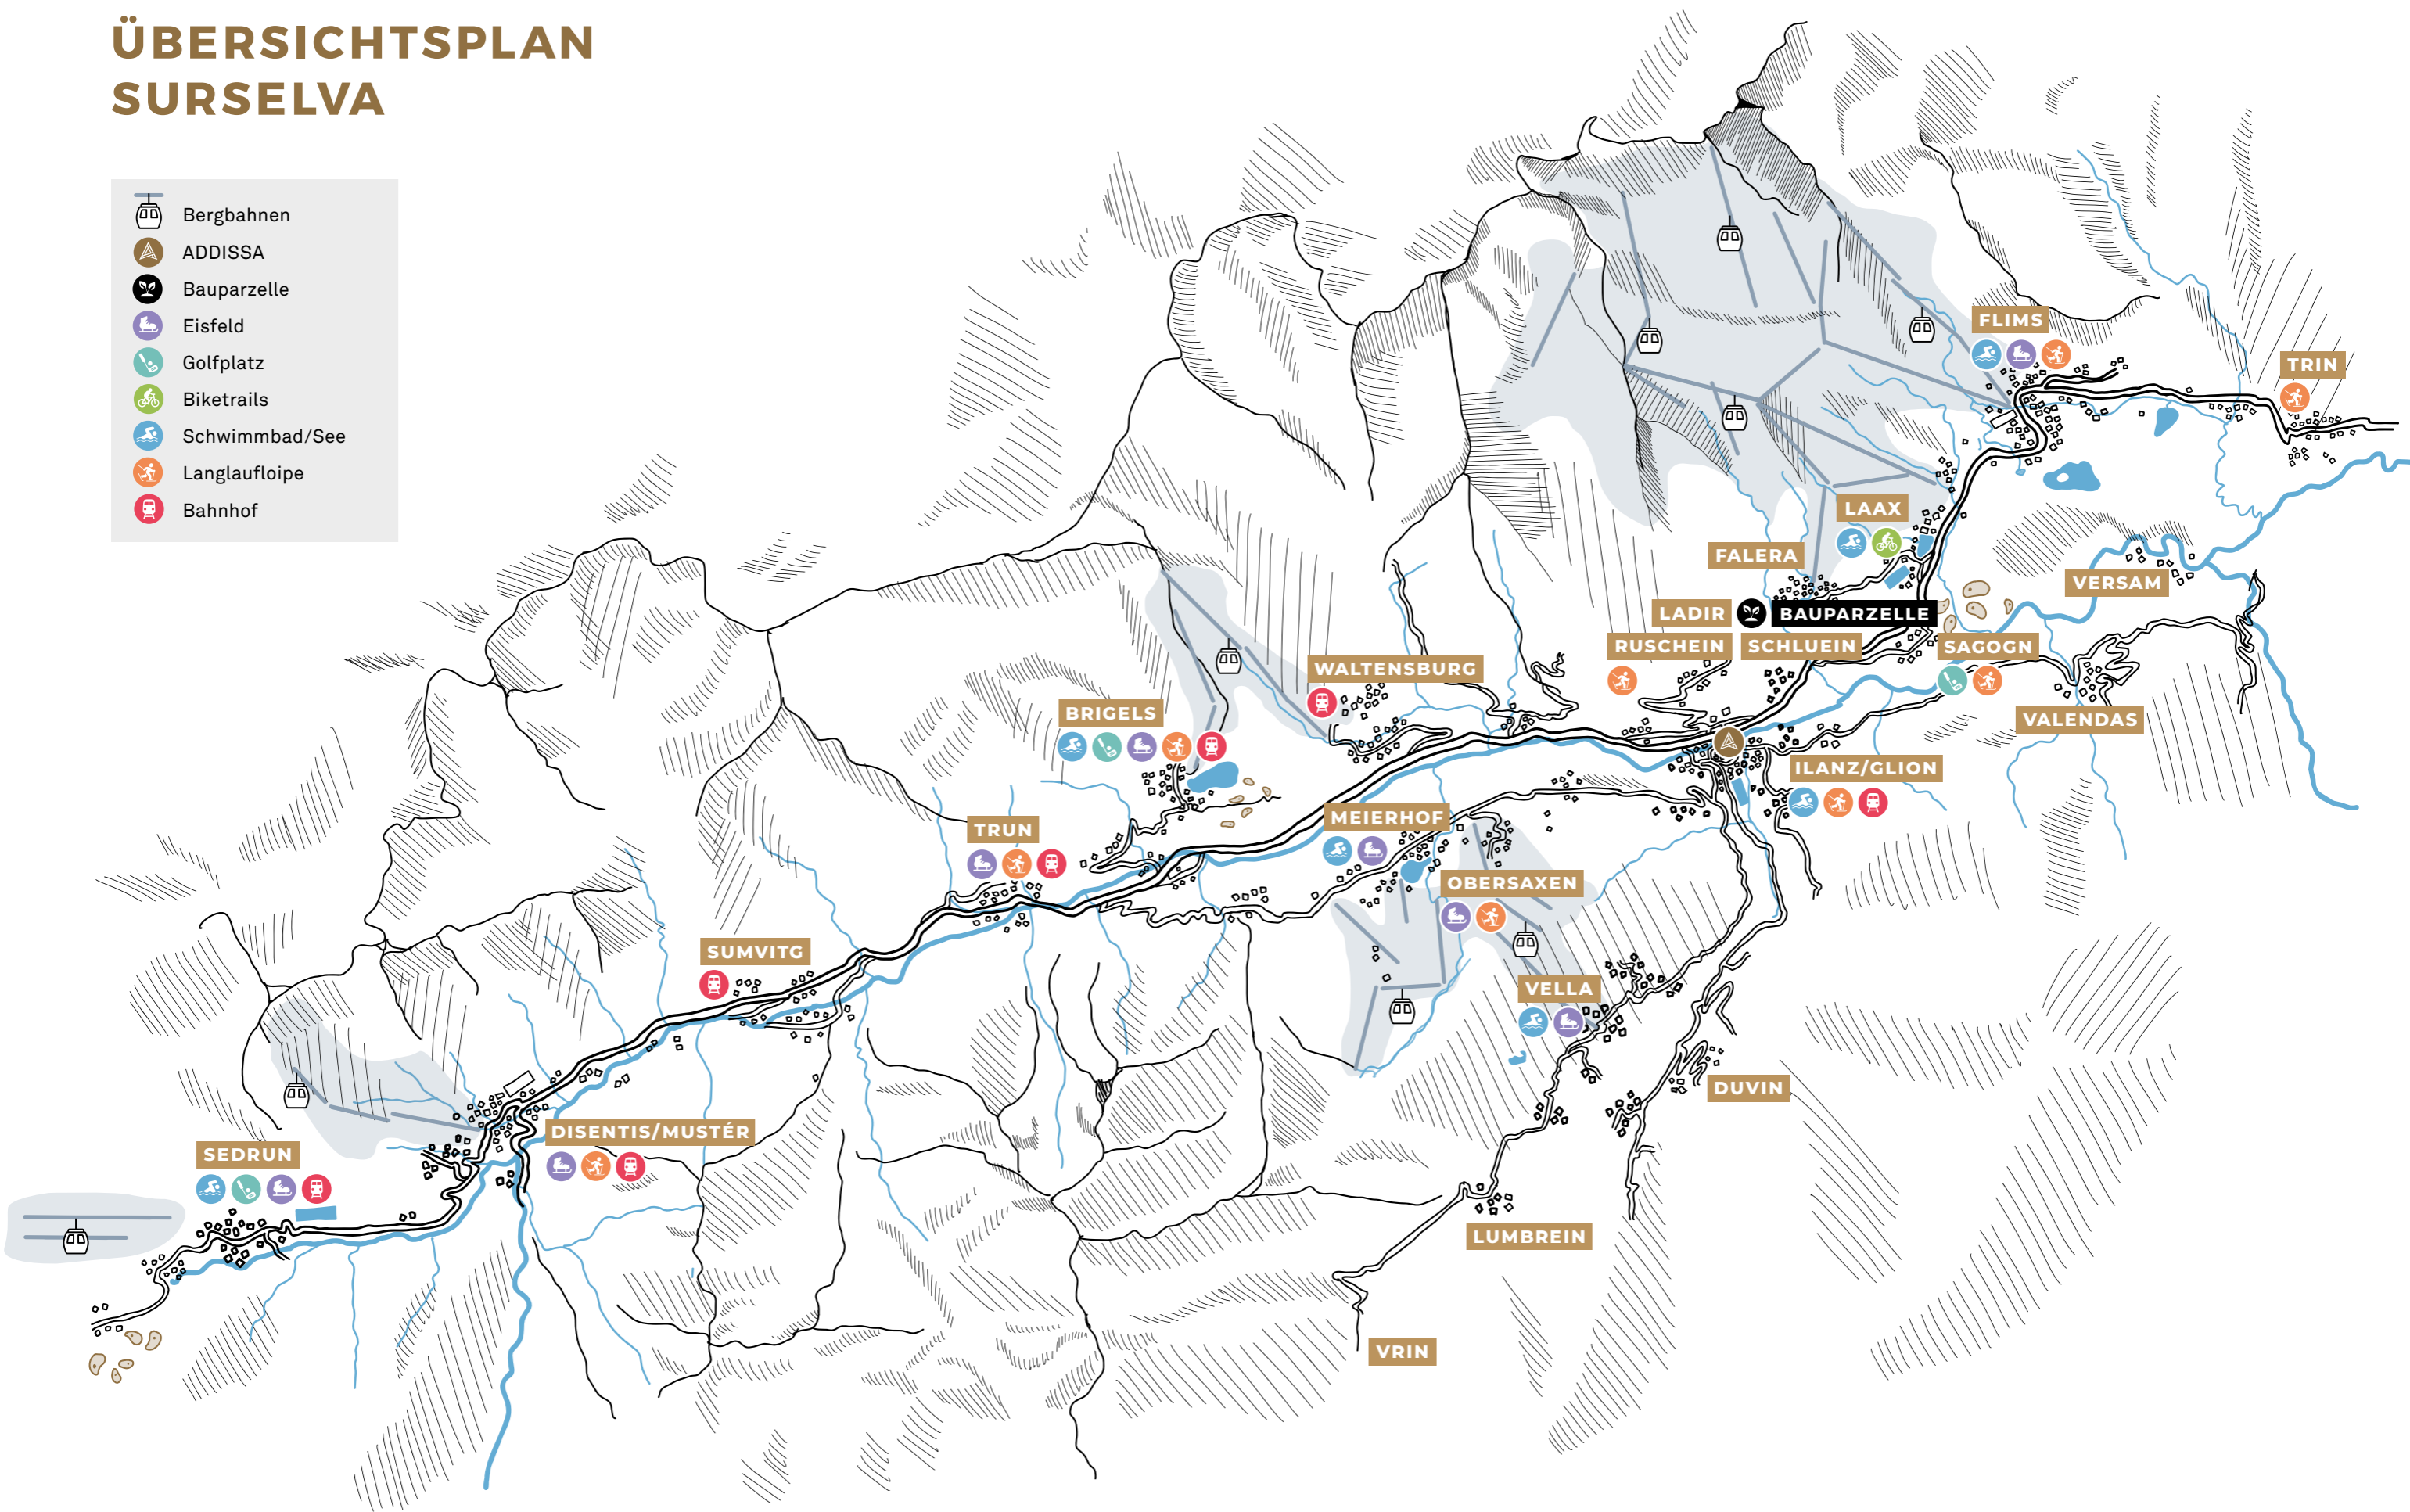 ÜBERSICHTSPLAN
SURSELVA
Bergbahnen
ADDISSA
Bauparzelle
Eisfeld
Golfplatz
Biketrails
Schwimmbad/See
Langlaufloipe
Bahnhof
FLIMS
TRIN
LAAX
FALERA
VERSAM
LADIR
BAUPARZELLE
RUSCHEIN
SCHLUEIN
SAGOGN
WALTENSBURG
BRIGELS
VALENDAS
ILANZ/GLION
MEIERHOF
TRUN
OBERSAXEN
SUMVITG
VELLA
DUVIN
DISENTIS/MUSTÉR
SEDRUN
LUMBREIN
VRIN